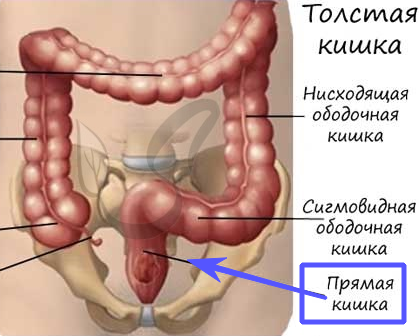 Толстая
кишка
Нисходящая
ободочная
кишка
Сигмовидная
ободочная
кишка
Прямая
кишка